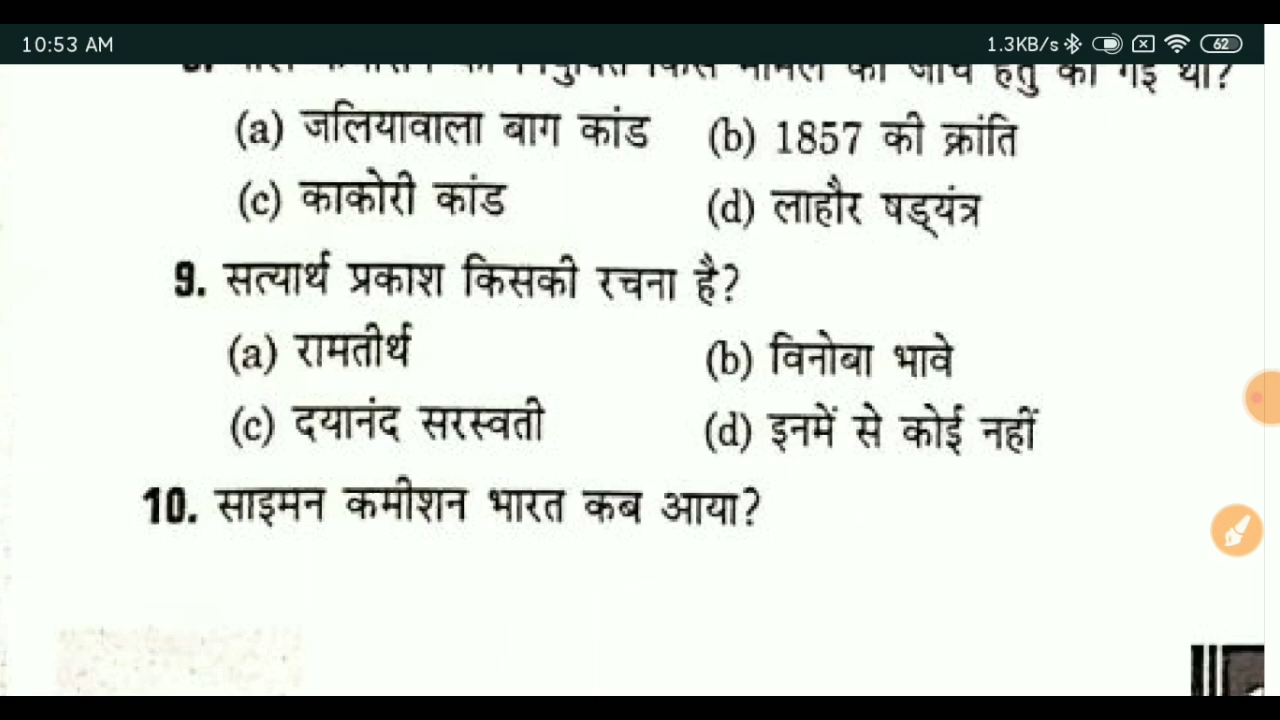 10:53 AM 1.3KB/s 62
की जांच हेतु की गई थी?
(a) जलियावाला बाग कांड (b) 1857 की क्रांति
(c) काकोरी कांड (d) लाहौर षड्यंत्र
9. सत्यार्थ प्रकाश किसकी रचना है?
(a) रामतीर्थ (b) विनोबा भावे
(c) दयानंद सरस्वती (d) इनमें से कोई नहीं
10. साइमन कमीशन भारत कब आया?